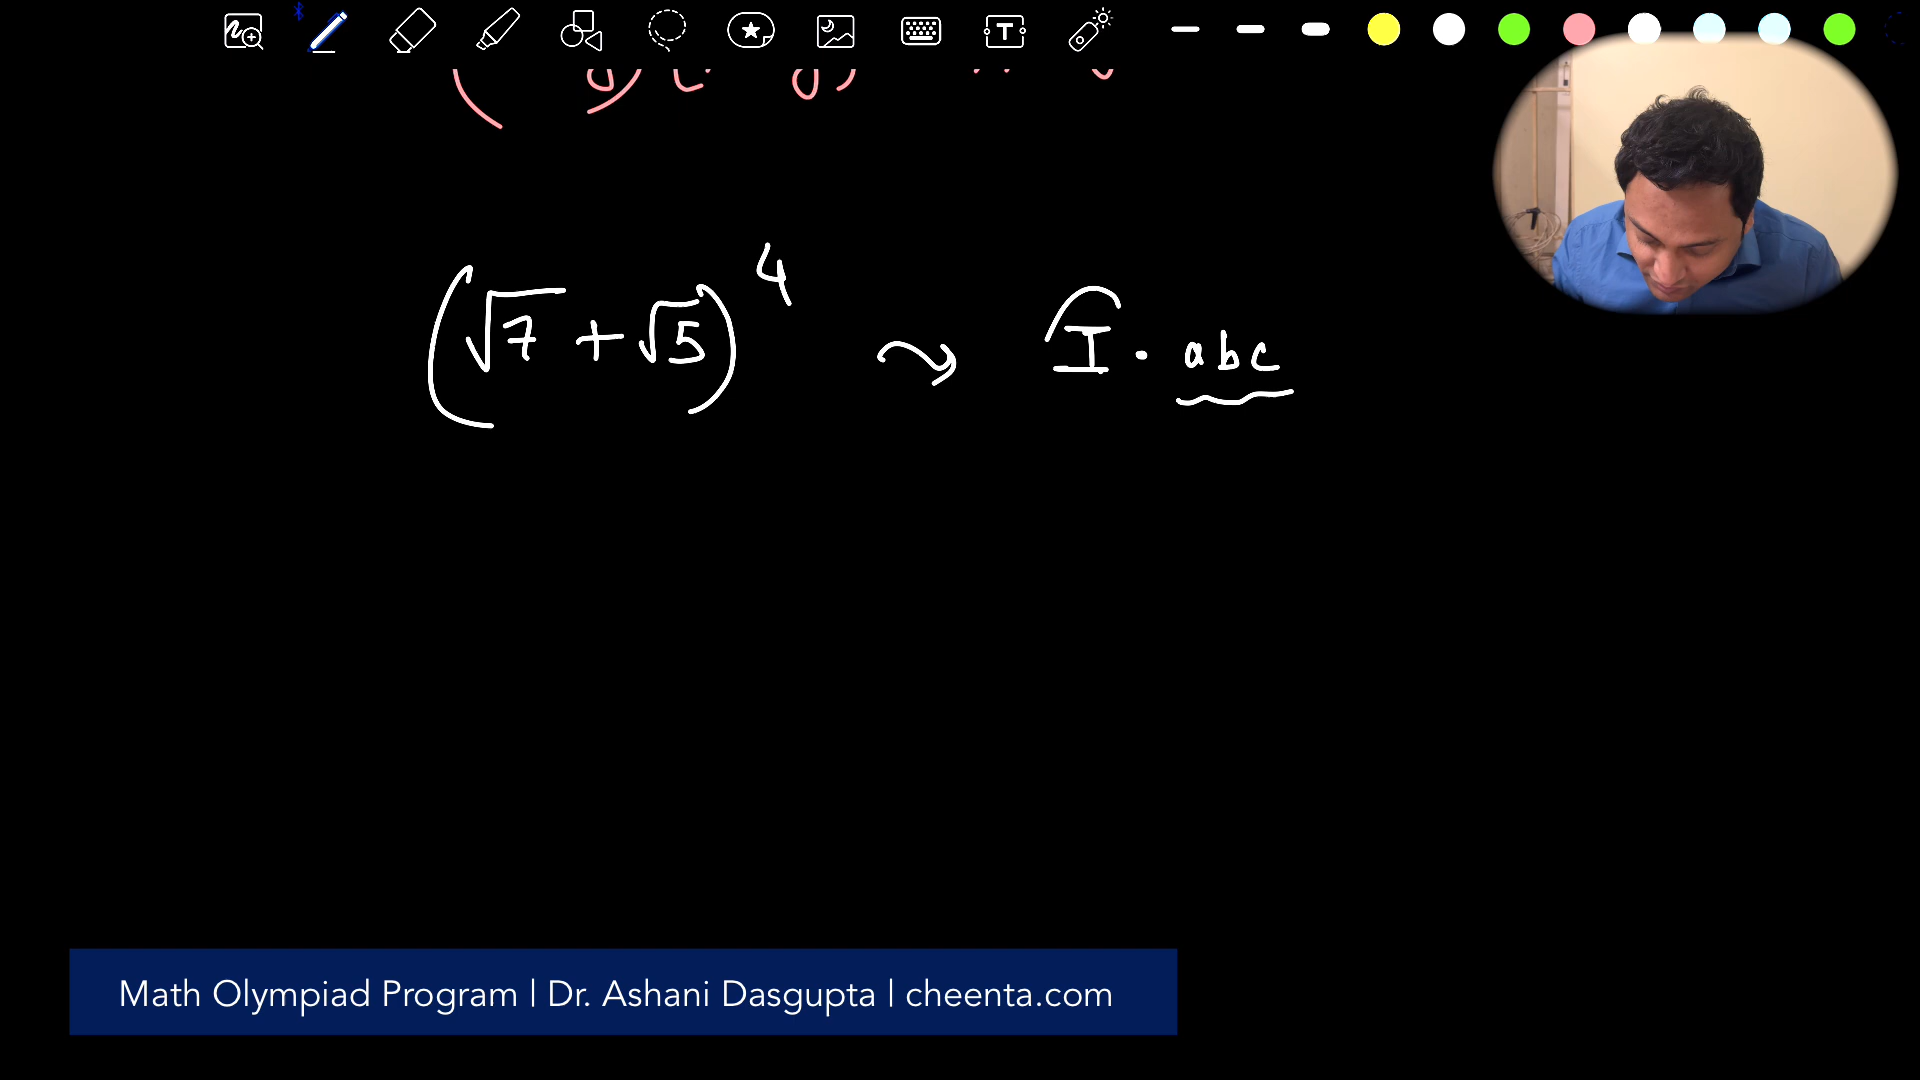 (√7 + √5)⁴ ⤳ I . abc
Math Olympiad Program | Dr. Ashani Dasgupta | cheenta.com